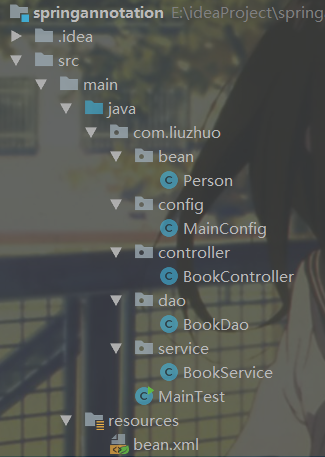 springannotation E:\ideaProject\spring
.idea
src
main
java
com.liuzhuo
bean
Person
config
MainConfig
controller
BookController
dao
BookDao
service
BookService
MainTest
resources
bean.xml